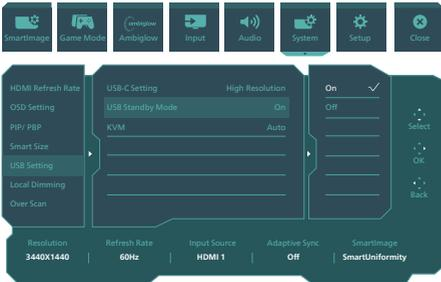 SmartImage Game Mode Ambiglow Input Audio System Setup Close
ambiglow
HDMI Refresh Rate
OSD Setting
PIP/ PBP
Smart Size
USB Setting
Local Dimming
Over Scan
USB-C Setting High Resolution
USB Standby Mode On
KVM Auto
On
Off
Select
OK
Back
Resolution Refresh Rate Input Source Adaptive Sync SmartImage
3440X1440 60Hz HDMI 1 Off SmartUniformity